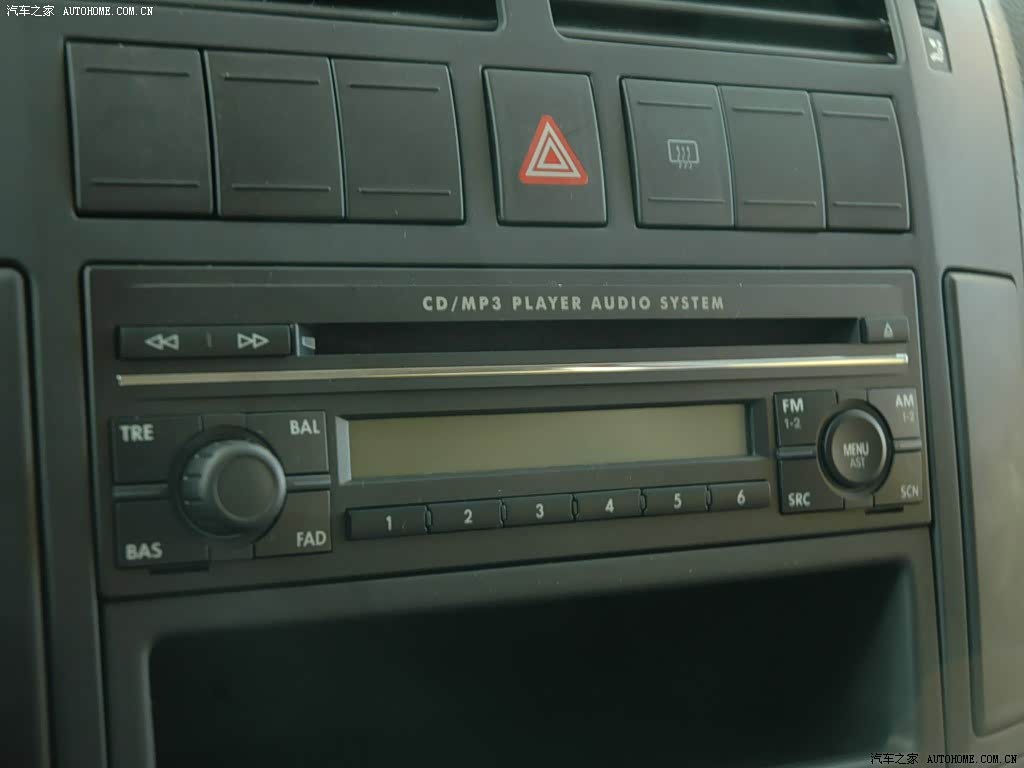 汽车之家 AUTOHOME.COM.CN
CD/MP3 PLAYER AUDIO SYSTEM
TRE
BAL
FM
1-2
AM
1-2
MENU
AST
BAS
FAD
1 2 3 4 5 6
SRC
SCN
汽车之家 AUTOHOME.COM.CN